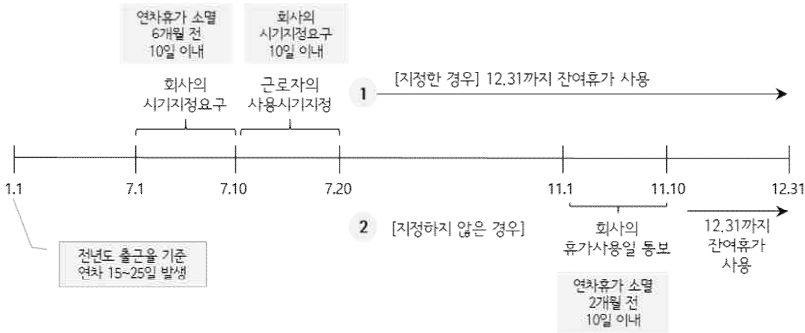 연차휴가 소멸
6개월 전
10일 이내
회사의
시기지정요구
10일 이내
회사의
시기지정요구
근로자의
사용시기지정
1
[지정한 경우] 12.31까지 잔여휴가 사용
1.1
7.1
7.10
7.20
11.1
11.10
12.31
2
[지정하지 않은 경우]
회사의
휴가사용일 통보
12.31까지
잔여휴가
사용
전년도 출근율 기준
연차 15~25일 발생
연차휴가 소멸
2개월 전
10일 이내